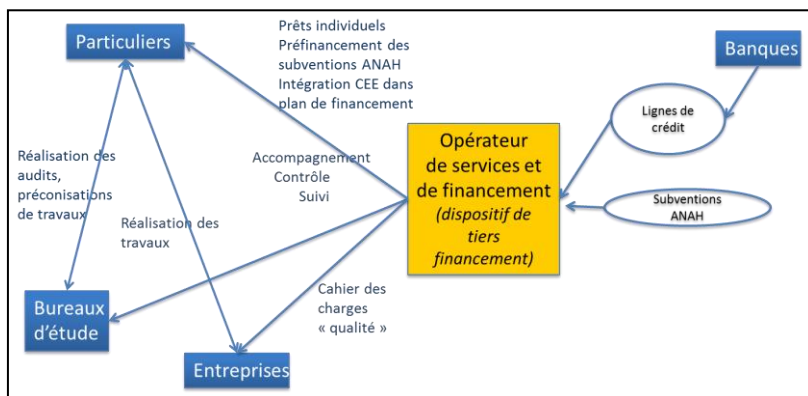 Particuliers
Prêts individuels
Préfinancement des
subventions ANAH
Intégration CEE dans
plan de financement
Banques
Lignes de
crédit
Opérateur
de services et
de financement
(dispositif de
tiers
financement)
Subventions
ANAH
Réalisation des
audits,
préconisations
de travaux
Accompagnement
Contrôle
Suivi
Réalisation des
travaux
Cahier des
charges
« qualité »
Bureaux
d’étude
Entreprises